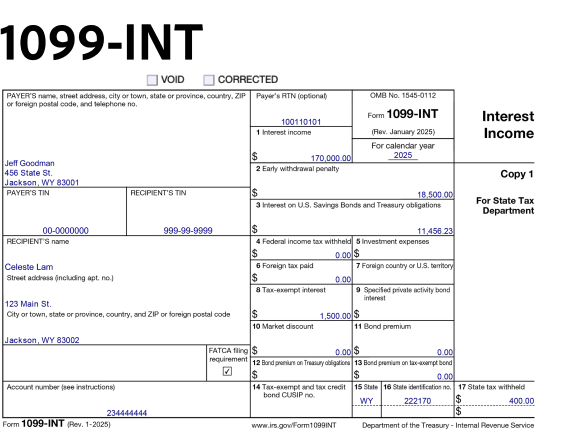 1099-INT
VOID CORRECTED
PAYER'S name, street address, city or town, state or province, country, ZIP
or foreign postal code, and telephone no.
Jeff Goodman
456 State St.
Jackson, WY 83001
Payer's RTN (optional)
100110101
1 Interest income
$ 170,000.00
OMB No. 1545-0112
Form 1099-INT
(Rev. January 2025)
For calendar year
2025
Interest
Income
2 Early withdrawal penalty
$ 18,500.00
Copy 1
For State Tax
Department
PAYER'S TIN
00-0000000
RECIPIENT'S TIN
999-99-9999
3 Interest on U.S. Savings Bonds and Treasury obligations
$ 11,456.23
RECIPIENT'S name
Celeste Lam
Street address (including apt. no.)
123 Main St.
City or town, state or province, country, and ZIP or foreign postal code
Jackson, WY 83002
4 Federal income tax withheld
$ 0.00
5 Investment expenses
$
6 Foreign tax paid
$ 0.00
7 Foreign country or U.S. territory
8 Tax-exempt interest
$ 1,500.00
9 Specified private activity bond
interest
$
10 Market discount
$ 0.00
11 Bond premium
$ 0.00
FATCA filing
requirement
✓
12 Bond premium on Treasury obligations
$
13 Bond premium on tax-exempt bond
$ 0.00
Account number (see instructions)
234444444
14 Tax-exempt and tax credit
bond CUSIP no.
15 State
WY
16 State identification no.
222170
17 State tax withheld
$ 400.00
$
Form 1099-INT (Rev. 1-2025)
www.irs.gov/Form1099INT
Department of the Treasury - Internal Revenue Service